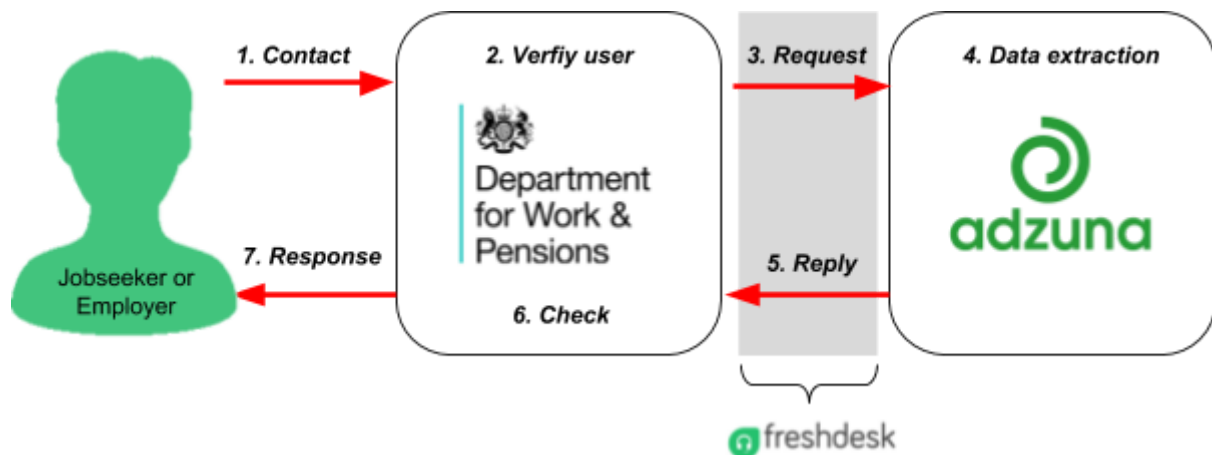 1. Contact
2. Verfiy user
3. Request
4. Data extraction
Department
for Work &
Pensions
adzuna
7. Response
5. Reply
Jobseeker or
Employer
6. Check
freshdesk